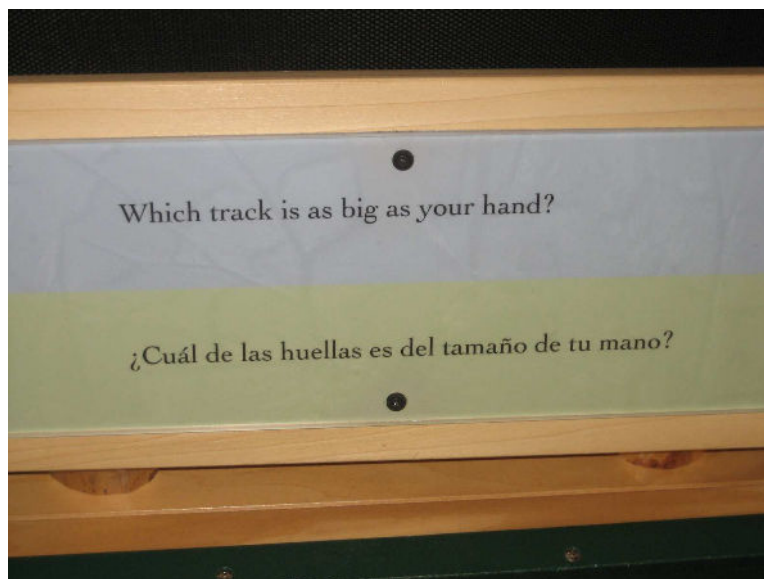 Which track is as big as your hand?
¿Cuál de las huellas es del tamaño de tu mano?